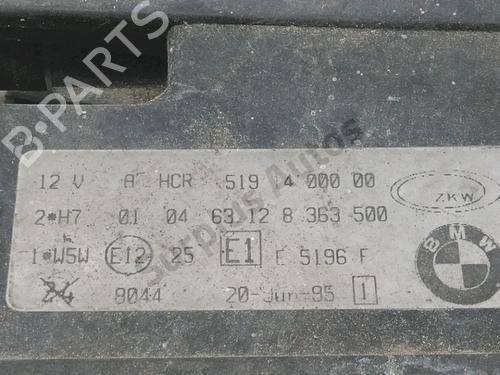 12 V A HCR 519 4 000 00
ZKW
2*H7 01 04 63.12 8 363 500
BMW
1*W5W E12 25 E1 E 5196 F
24 8044 20-Jun-95 1
B-PARTS
Surplus Autos